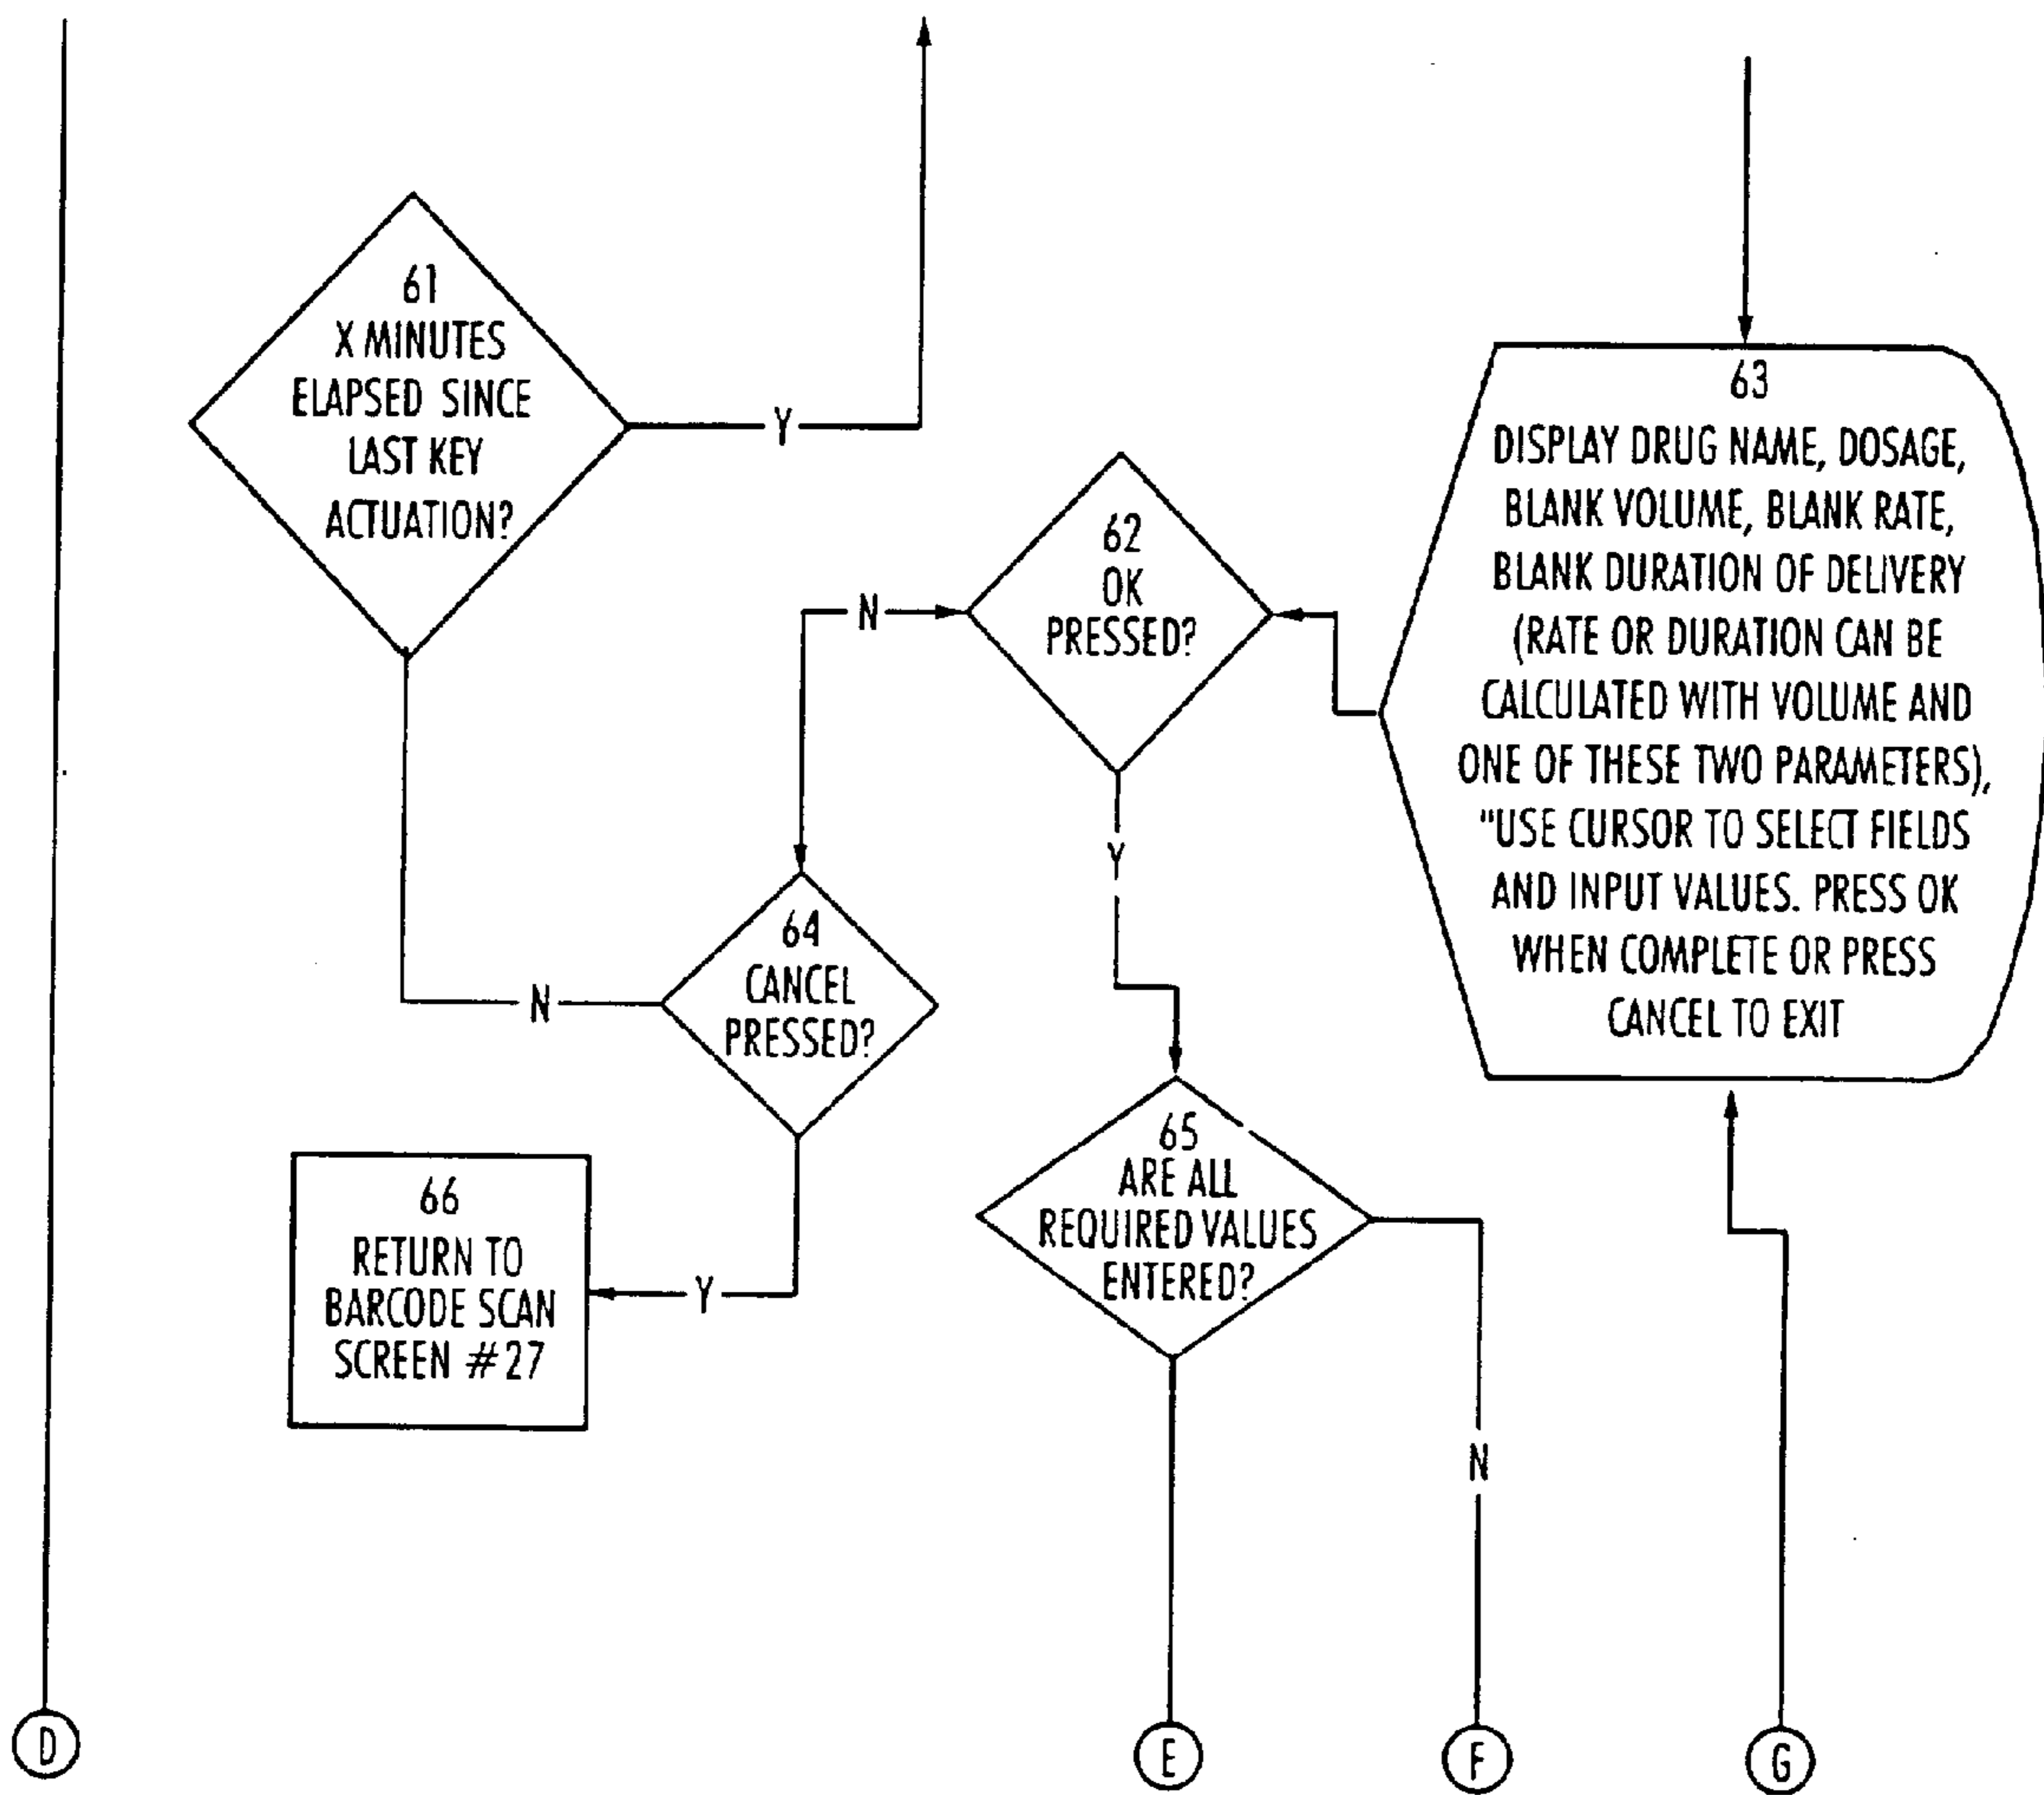 61
X MINUTES
ELAPSED SINCE
LAST KEY
ACTUATION?
Y
63
DISPLAY DRUG NAME, DOSAGE,
BLANK VOLUME, BLANK RATE,
BLANK DURATION OF DELIVERY
(RATE OR DURATION CAN BE
CALCULATED WITH VOLUME AND
ONE OF THESE TWO PARAMETERS),
"USE CURSOR TO SELECT FIELDS
AND INPUT VALUES. PRESS OK
WHEN COMPLETE OR PRESS
CANCEL TO EXIT
62
OK
PRESSED?
N
Y
64
CANCEL
PRESSED?
N
Y
65
ARE ALL
REQUIRED VALUES
ENTERED?
N
66
RETURN TO
BARCODE SCAN
SCREEN #27
D
E
F
G